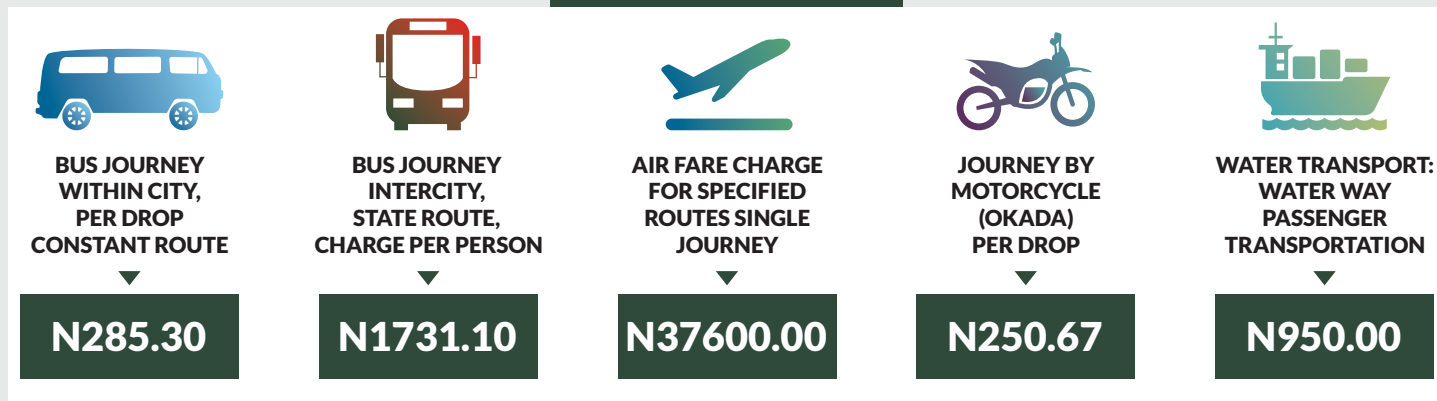 BUS JOURNEY
WITHIN CITY,
PER DROP
CONSTANT ROUTE
N285.30
BUS JOURNEY
INTERCITY,
STATE ROUTE,
CHARGE PER PERSON
N1731.10
AIR FARE CHARGE
FOR SPECIFIED
ROUTES SINGLE
JOURNEY
N37600.00
JOURNEY BY
MOTORCYCLE
(OKADA)
PER DROP
N250.67
WATER TRANSPORT:
WATER WAY
PASSENGER
TRANSPORTATION
N950.00